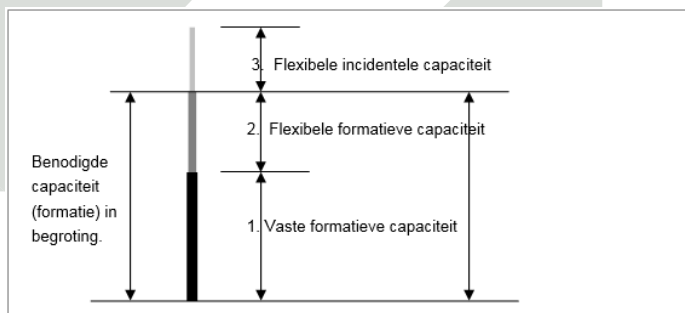 3. Flexibele incidentele capaciteit
2. Flexibele formatieve capaciteit
Benodigde
capaciteit
(formatie) in
begroting.
1. Vaste formatieve capaciteit